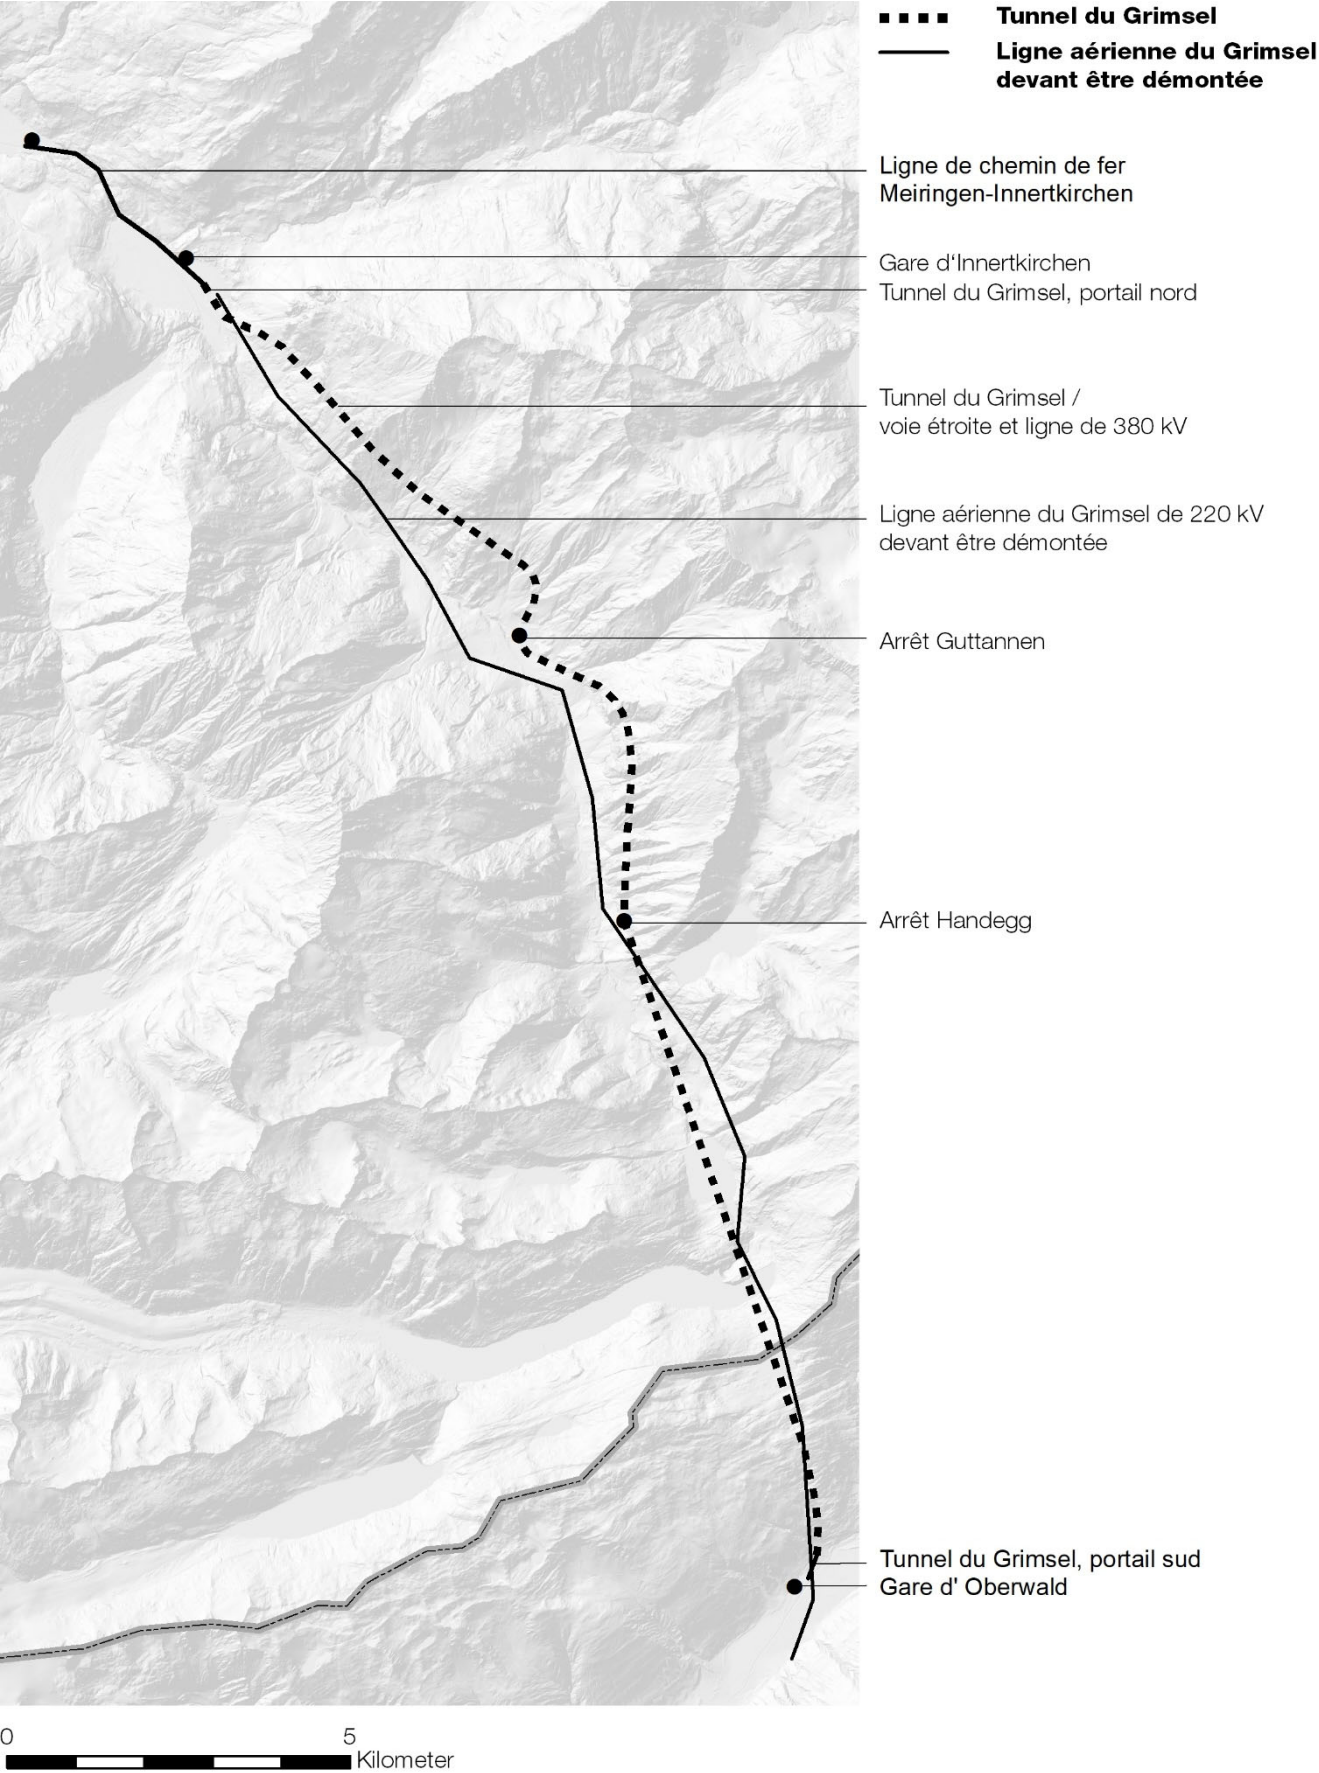 Tunnel du Grimsel
Ligne aérienne du Grimsel
devant être démontée
Ligne de chemin de fer
Meiringen-Innertkirchen
Gare d‘Innertkirchen
Tunnel du Grimsel, portail nord
Tunnel du Grimsel /
voie étroite et ligne de 380 kV
Ligne aérienne du Grimsel de 220 kV
devant être démontée
Arrêt Guttannen
Arrêt Handegg
Tunnel du Grimsel, portail sud
Gare d' Oberwald
0 5
Kilometer